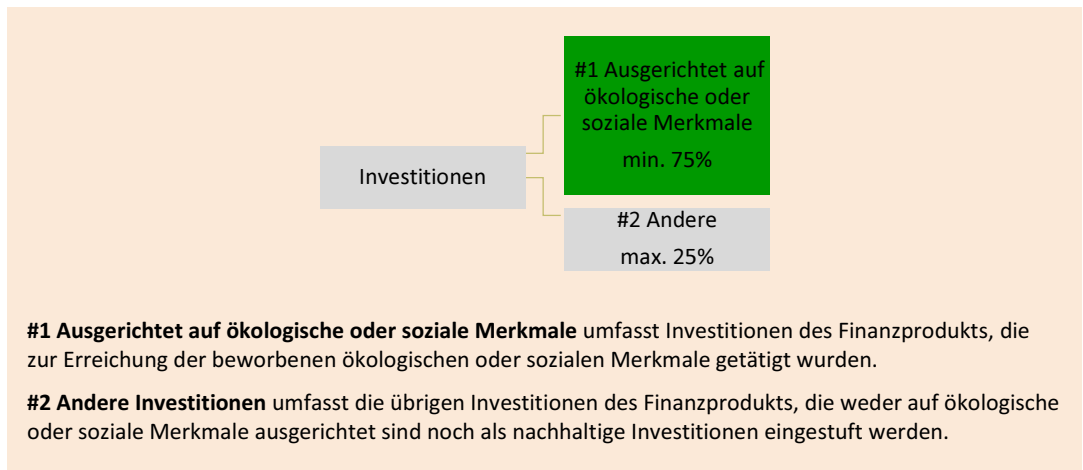 #1 Ausgerichtet auf
ökologische oder
soziale Merkmale
min. 75%
Investitionen
#2 Andere
max. 25%
#1 Ausgerichtet auf ökologische oder soziale Merkmale umfasst Investitionen des Finanzprodukts, die
zur Erreichung der beworbenen ökologischen oder sozialen Merkmale getätigt wurden.
#2 Andere Investitionen umfasst die übrigen Investitionen des Finanzprodukts, die weder auf ökologische
oder soziale Merkmale ausgerichtet sind noch als nachhaltige Investitionen eingestuft werden.